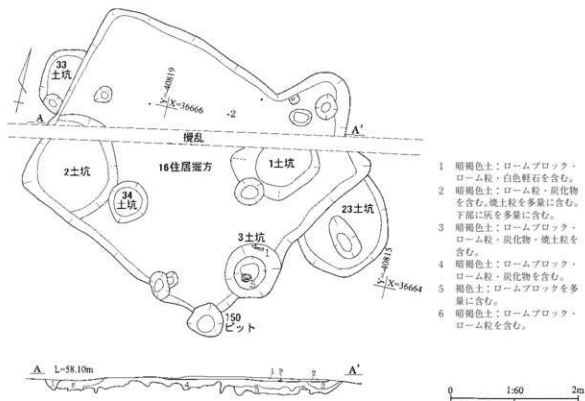 33
土坑
Y=-40819
X=36666
2
A
A'
攪乱
2土坑
16住居掘方
1土坑
34
土坑
23土坑
3土坑
1
Y=-40815
X=36664
150
ピット
1 暗褐色土：ロームブロック・
ローム粒・白色軽石を含む。
2 暗褐色土：ローム粒・炭化物
を含む。焼土粒を多量に含む。
下部に灰を多量に含む。
3 暗褐色土：ロームブロック・
ローム粒・炭化物・焼土粒を
含む。
4 暗褐色土：ロームブロック・
ローム粒・炭化物を含む。
5 褐色土：ロームブロックを多
量に含む。
6 暗褐色土：ロームブロック・
ローム粒を含む。
A L=58.10m A'
0 1:60 2m